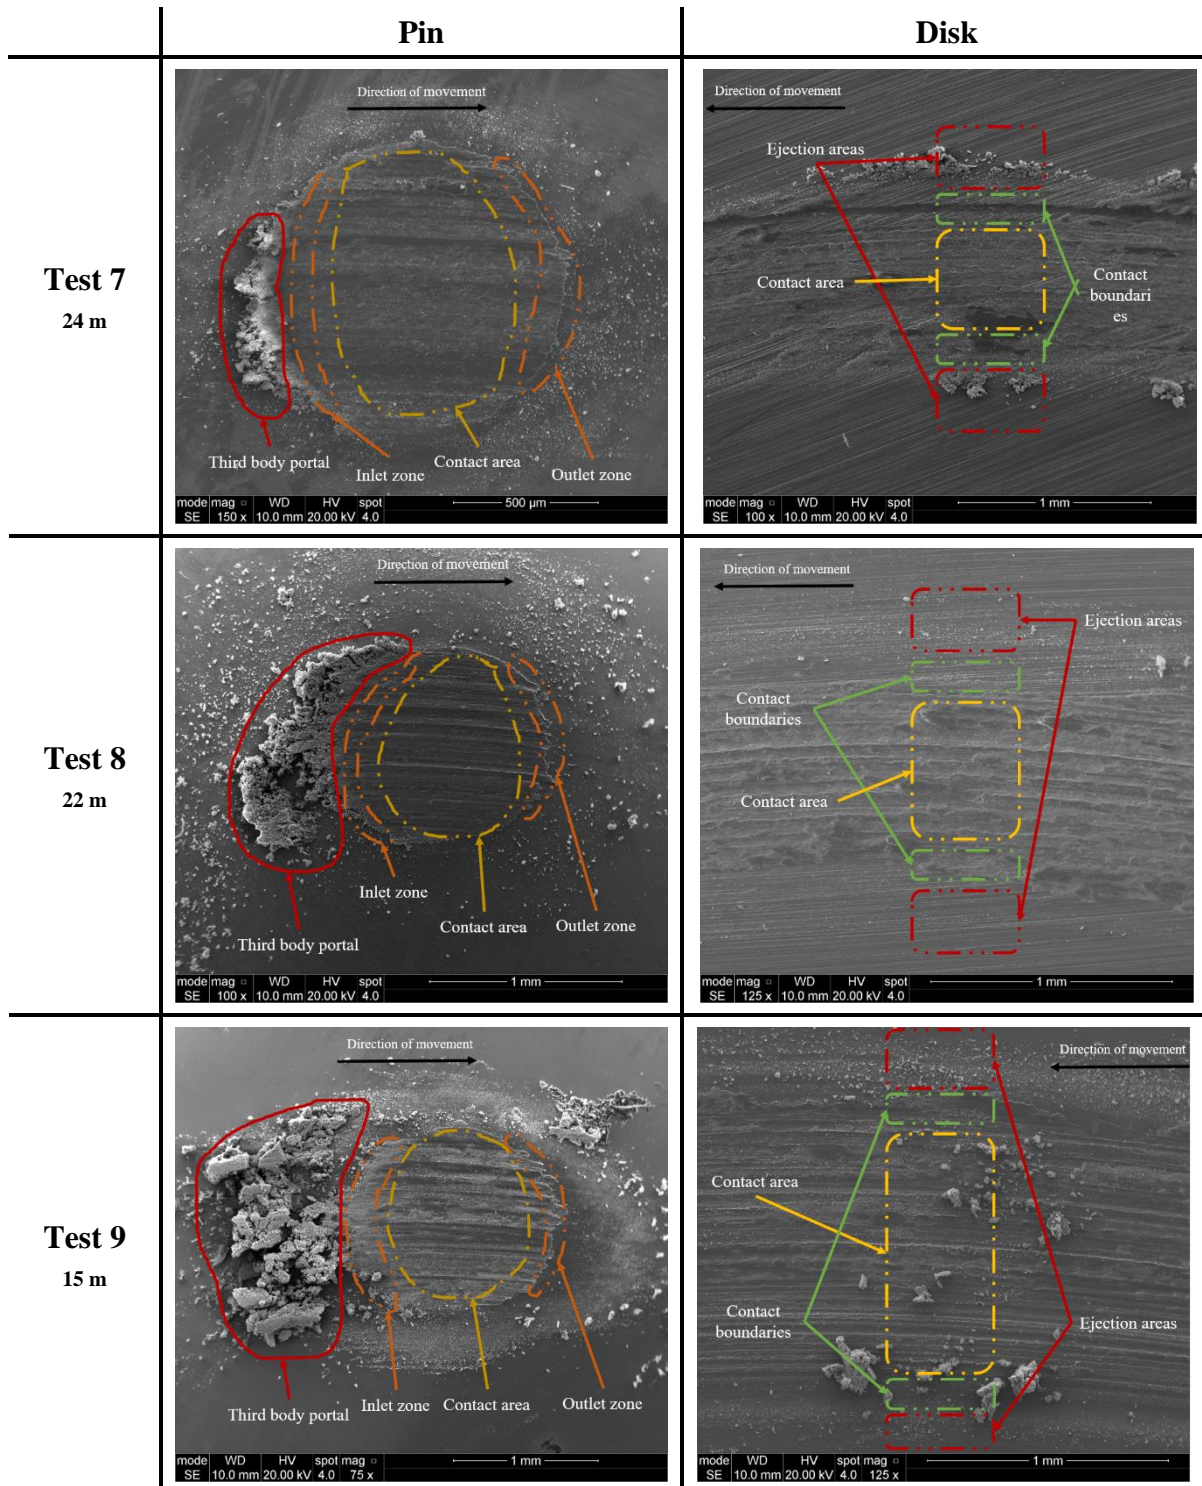 Pin
Disk
Test 7
24 m
Direction of movement
Third body portal
Inlet zone
Contact area
Outlet zone
mode mag □ WD HV spot
SE 150 x 10.0 mm 20.00 kV 4.0
500 µm
Direction of movement
Ejection areas
Contact area
Contact
boundari
es
mode mag □ WD HV spot
SE 100 x 10.0 mm 20.00 kV 4.0
1 mm
Test 8
22 m
Direction of movement
Inlet zone
Contact area
Outlet zone
Third body portal
mode mag □ WD HV spot
SE 100 x 10.0 mm 20.00 kV 4.0
1 mm
Direction of movement
Ejection areas
Contact
boundaries
Contact area
mode mag □ WD HV spot
SE 125 x 10.0 mm 20.00 kV 4.0
1 mm
Test 9
15 m
Direction of movement
Third body portal
Inlet zone
Contact area
Outlet zone
mode WD HV spot mag □
SE 10.0 mm 20.00 kV 4.0 75 x
1 mm
Direction of movement
Contact area
Contact
boundaries
Ejection areas
mode WD HV spot mag □
SE 10.0 mm 20.00 kV 4.0 125 x
1 mm